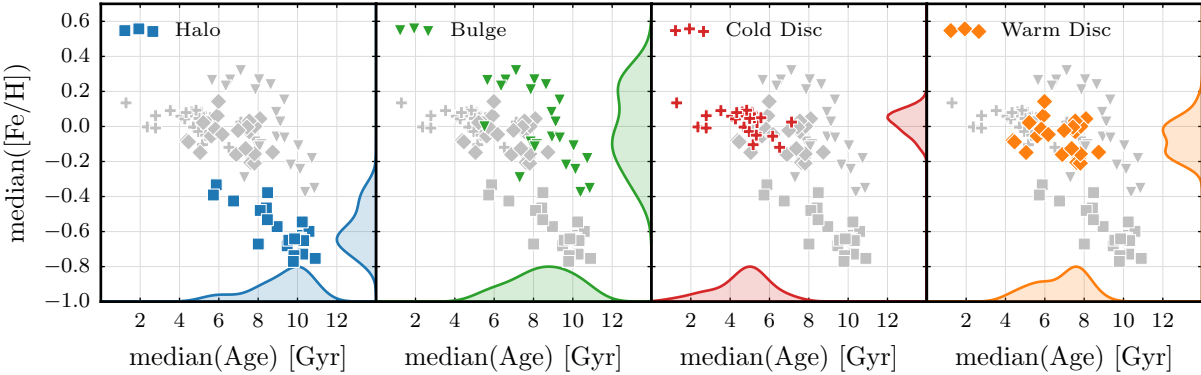 median([Fe/H])
0.6
0.4
0.2
0.0
−0.2
−0.4
−0.6
−0.8
−1.0
Halo
Bulge
Cold Disc
Warm Disc
2 4 6 8 10 12
2 4 6 8 10 12
2 4 6 8 10 12
2 4 6 8 10 12
median(Age) [Gyr]
median(Age) [Gyr]
median(Age) [Gyr]
median(Age) [Gyr]